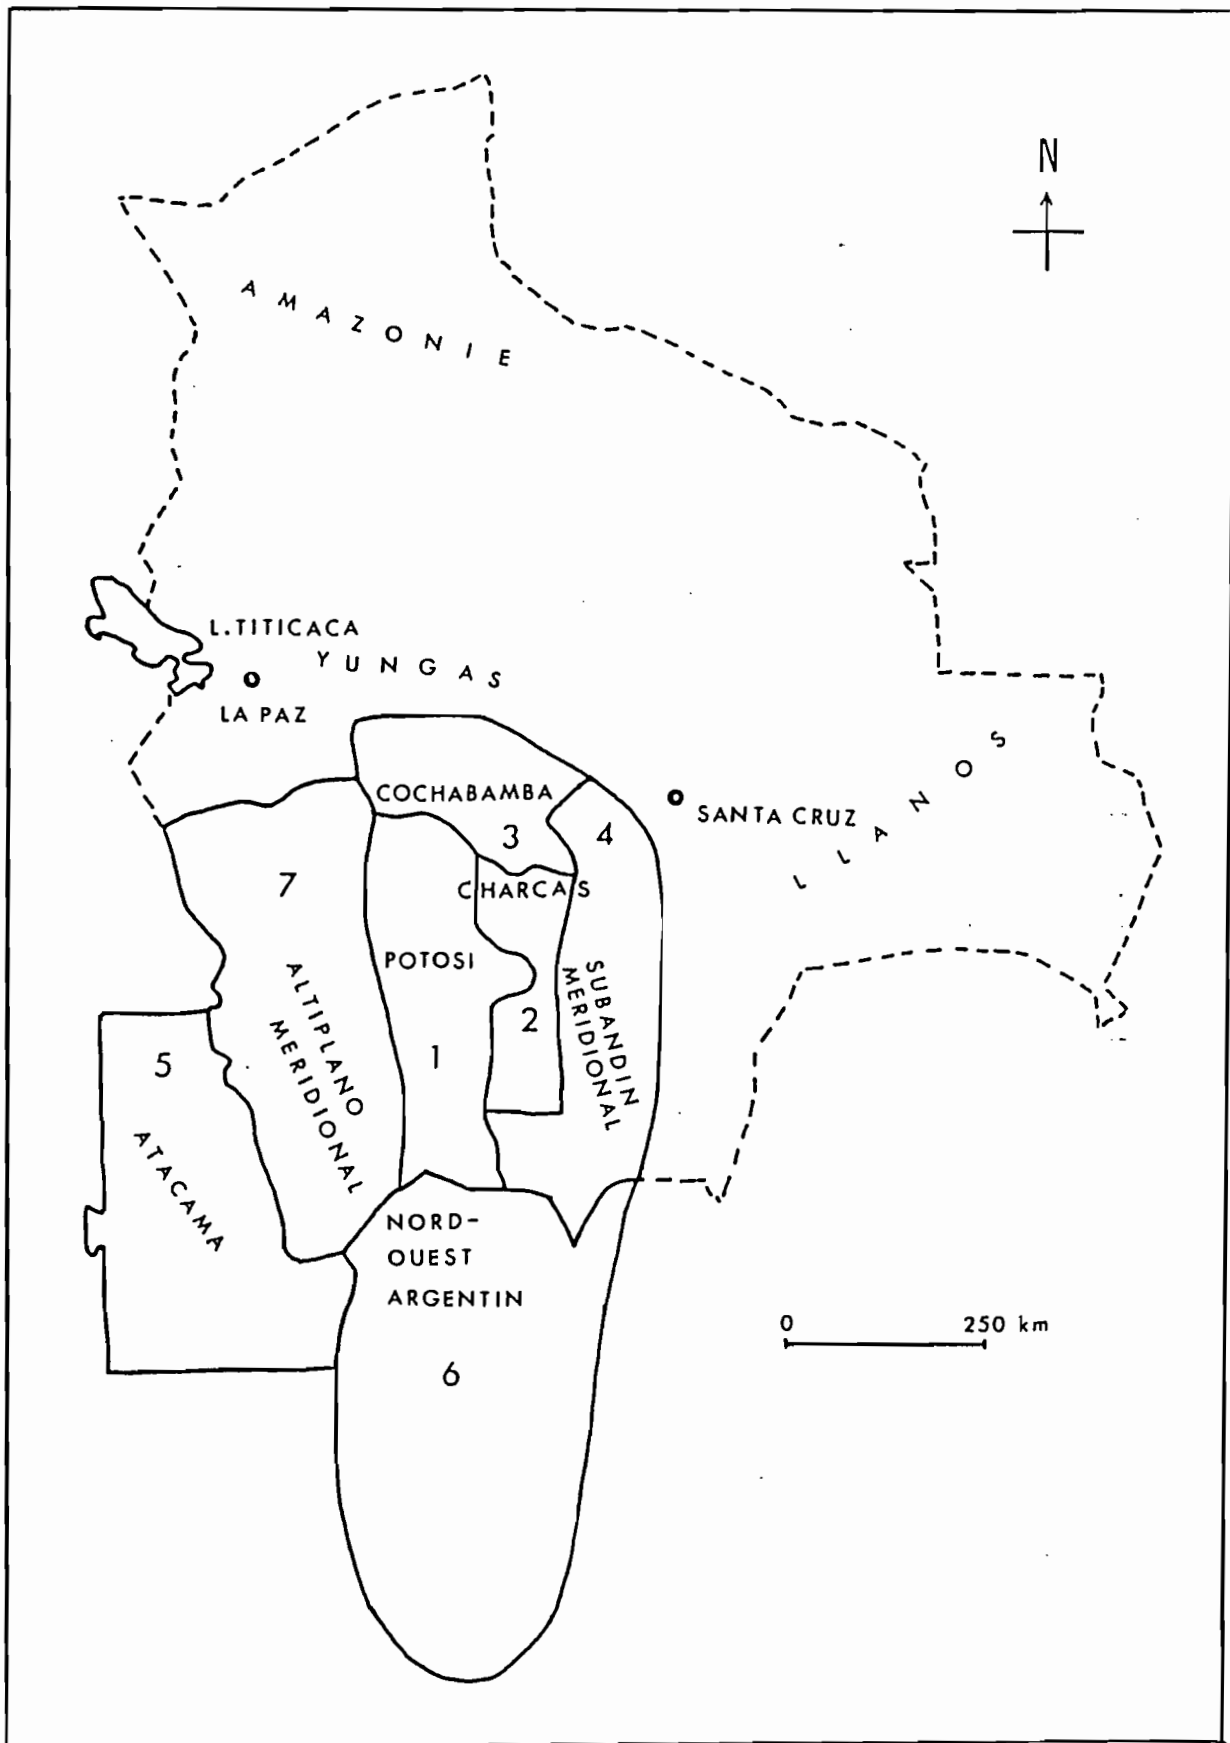 N
AMAZONIE
L.TITICACA
YUNGAS
LA PAZ
LLANOS
COCHABAMBA
SANTA CRUZ
3
4
7
CHARCAS
POTOSI
ALTIPLANO
MERIDIONAL
SUBANDIN
MERIDIONAL
2
1
5
ATACAMA
NORD-
OUEST
ARGENTIN
0 250 km
6